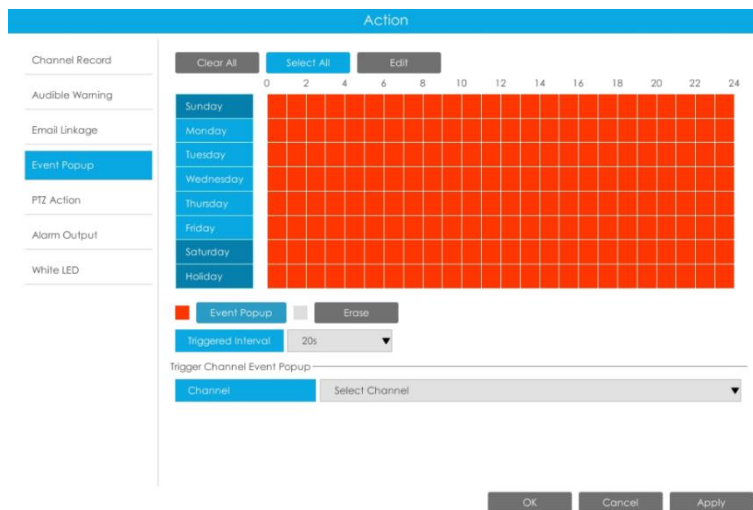 Action
Channel Record
Audible Warning
Email Linkage
Event Popup
PTZ Action
Alarm Output
White LED
Clear All Select All Edit
0 2 4 6 8 10 12 14 16 18 20 22 24
Sunday
Monday
Tuesday
Wednesday
Thursday
Friday
Saturday
Holiday
Event Popup Erase
Triggered Interval 20s
Trigger Channel Event Popup
Channel Select Channel
OK Cancel Apply